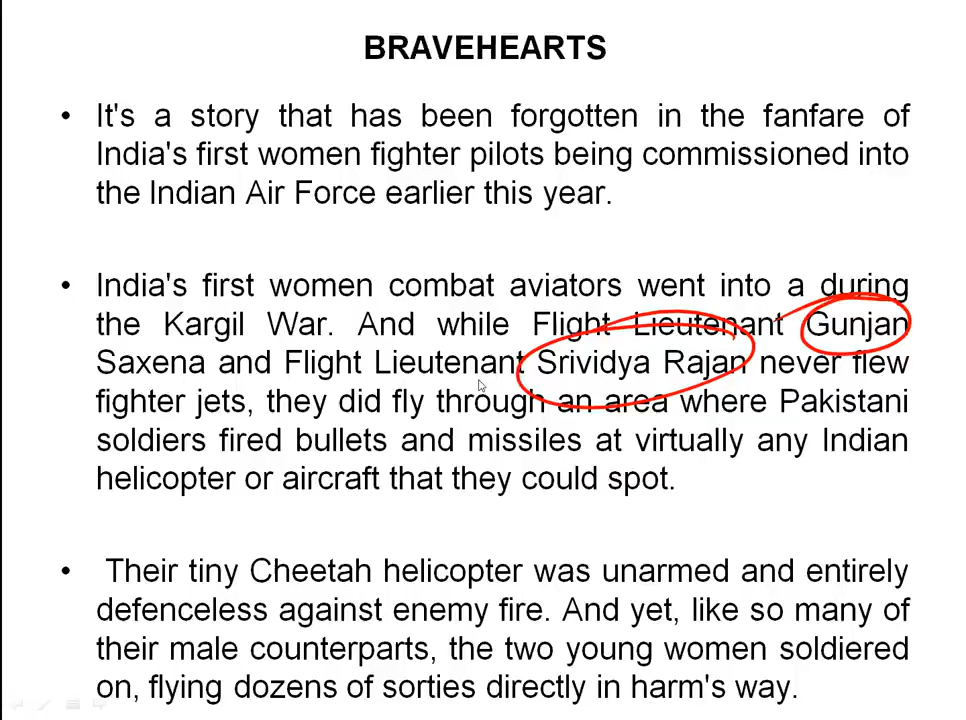 BRAVEHEARTS
• It's a story that has been forgotten in the fanfare of
India's first women fighter pilots being commissioned into
the Indian Air Force earlier this year.
• India's first women combat aviators went into a during
the Kargil War. And while Flight Lieutenant Gunjan
Saxena and Flight Lieutenant Srividya Rajan never flew
fighter jets, they did fly through an area where Pakistani
soldiers fired bullets and missiles at virtually any Indian
helicopter or aircraft that they could spot.
• Their tiny Cheetah helicopter was unarmed and entirely
defenceless against enemy fire. And yet, like so many of
their male counterparts, the two young women soldiered
on, flying dozens of sorties directly in harm's way.